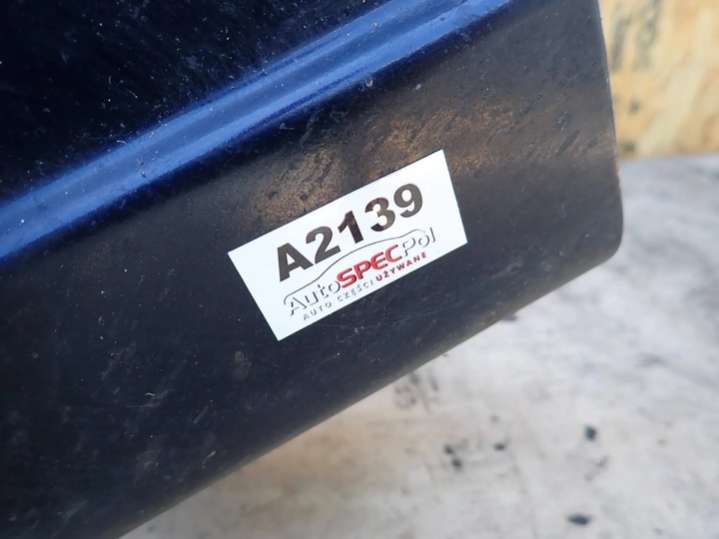 A2139
AutoSPECPol
AUTO CZĘŚCI UŻYWANE